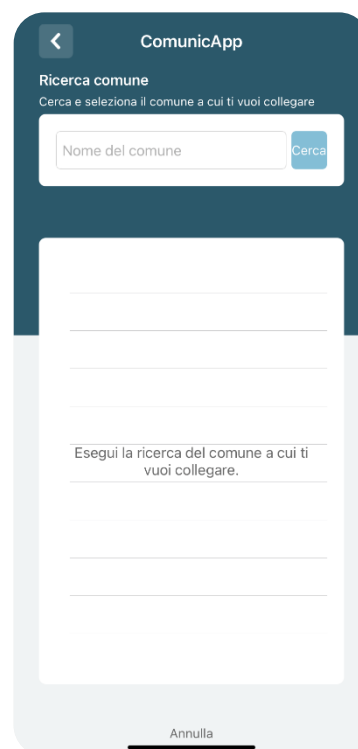 ComunicApp
Ricerca comune
Cerca e seleziona il comune a cui ti vuoi collegare
Nome del comune
Cerca
Esegui la ricerca del comune a cui ti
vuoi collegare.
Annulla